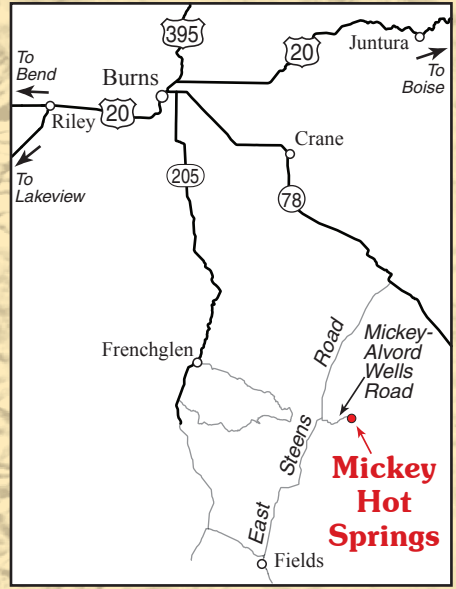 395
20
Juntura
To
Boise
To
Bend
Burns
Riley
20
To
Lakeview
Crane
205
78
Frenchglen
East Steens Road
Mickey-
Alvord
Wells
Road
Mickey
Hot
Springs
Fields